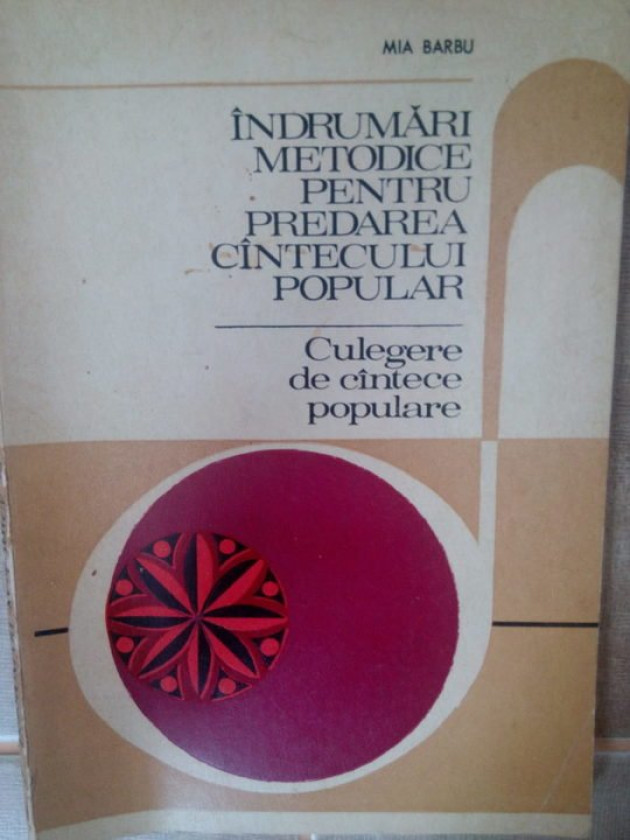 MIA BARBU
ÎNDRUMĂRI
METODICE
PENTRU
PREDAREA
CÎNTECULUI
POPULAR
Culegere
de cîntece
populare